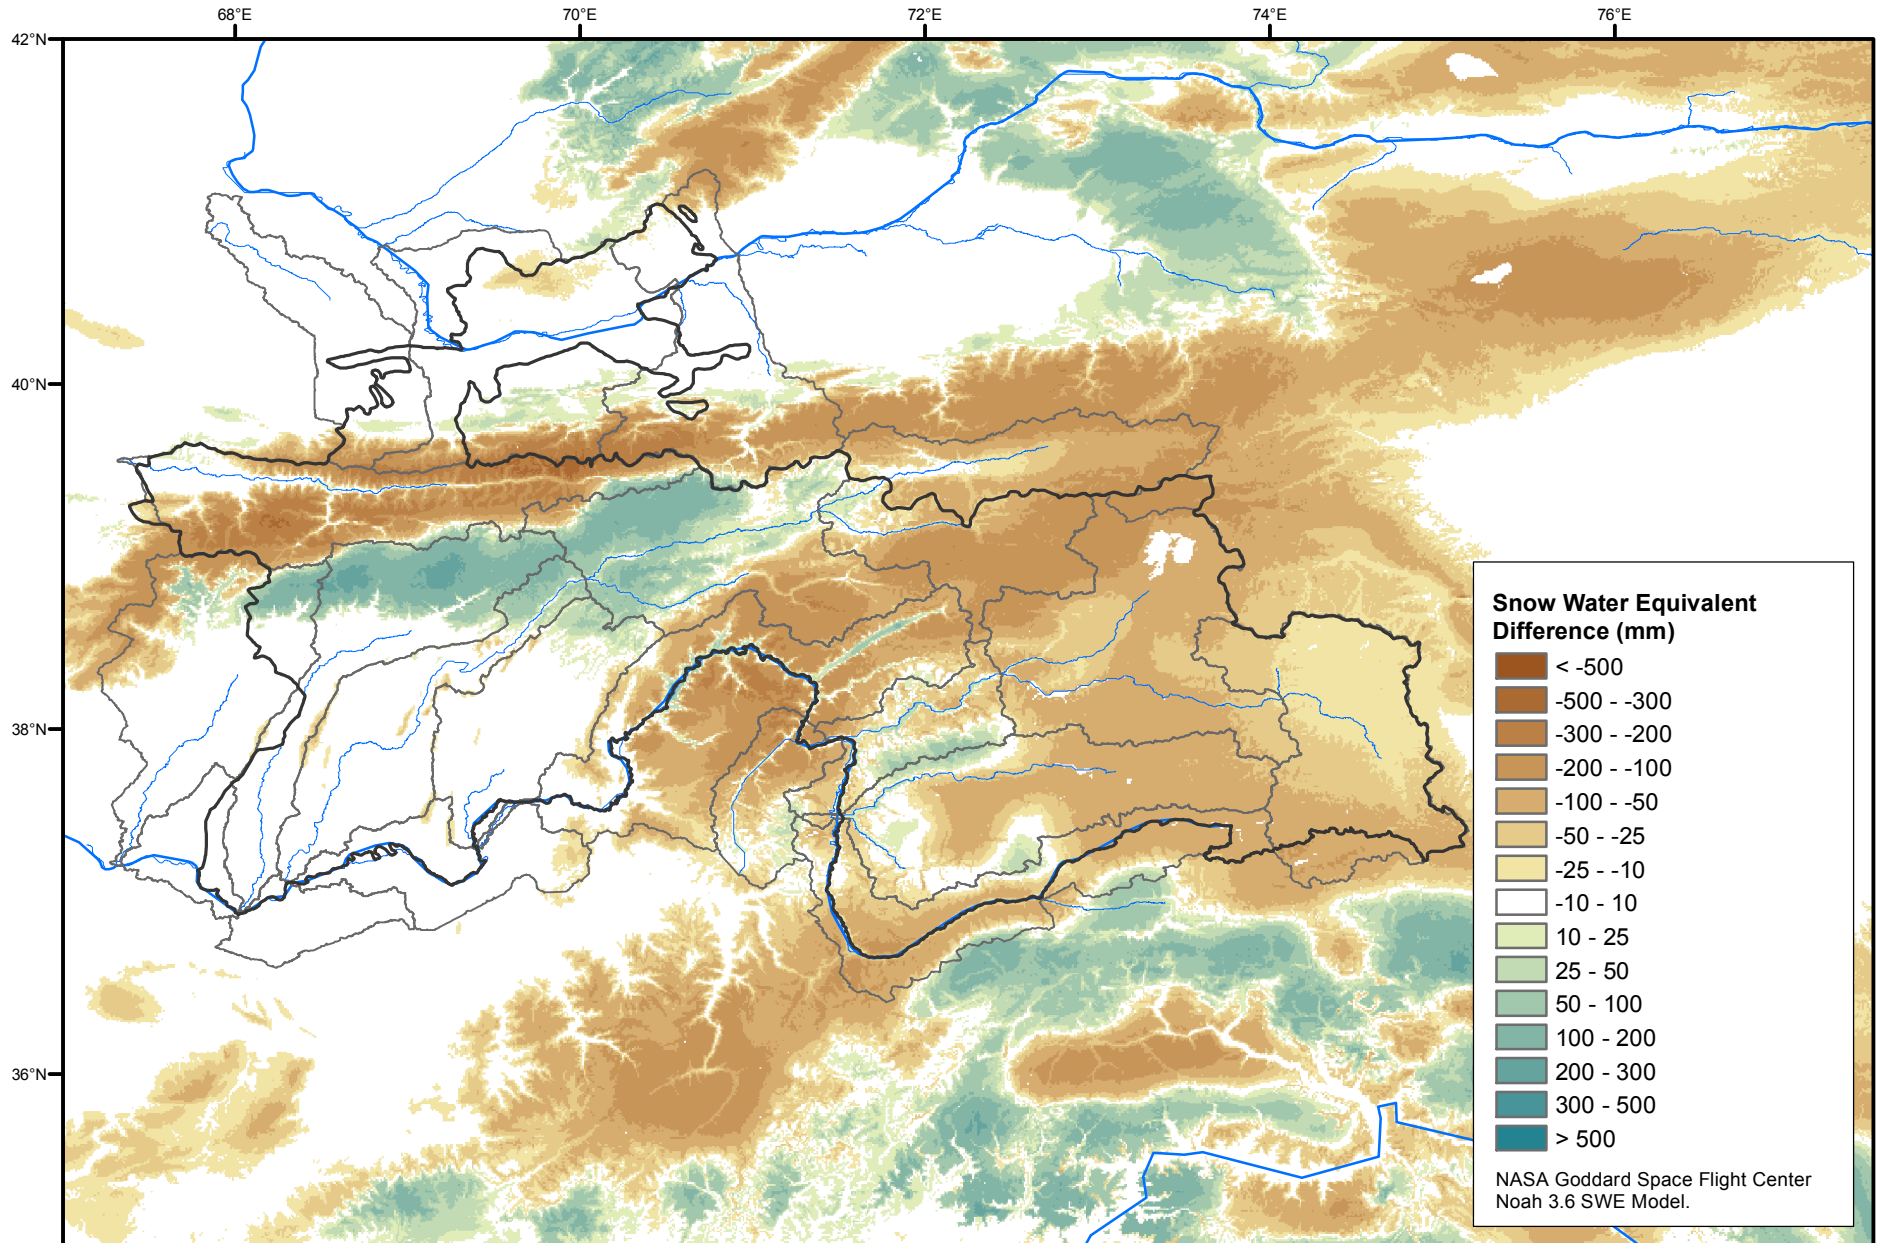 68°E 70°E 72°E 74°E 76°E
42°N
40°N
38°N
36°N
Snow Water Equivalent
Difference (mm)
< -500
-500 - -300
-300 - -200
-200 - -100
-100 - -50
-50 - -25
-25 - -10
-10 - 10
10 - 25
25 - 50
50 - 100
100 - 200
200 - 300
300 - 500
> 500
NASA Goddard Space Flight Center
Noah 3.6 SWE Model.